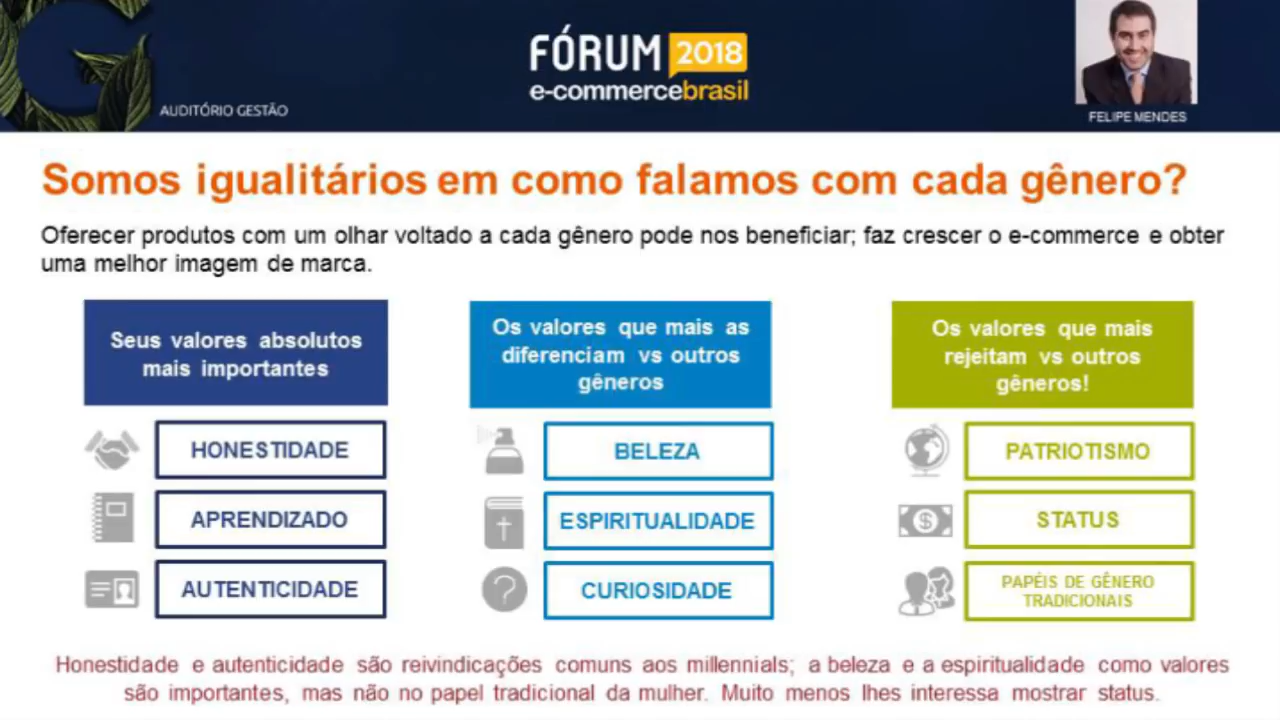 AUDITÓRIO GESTÃO
FÓRUM 2018
e-commercebrasil
FELIPE MENDES
Somos igualitários em como falamos com cada gênero?
Oferecer produtos com um olhar voltado a cada gênero pode nos beneficiar; faz crescer o e-commerce e obter
uma melhor imagem de marca.
Seus valores absolutos
mais importantes
HONESTIDADE
APRENDIZADO
AUTENTICIDADE
Os valores que mais as
diferenciam vs outros
gêneros
BELEZA
ESPIRITUALIDADE
CURIOSIDADE
Os valores que mais
rejeitam vs outros
gêneros!
PATRIOTISMO
STATUS
PAPÉIS DE GÊNERO
TRADICIONAIS
Honestidade e autenticidade são reivindicações comuns aos millennials; a beleza e a espiritualidade como valores
são importantes, mas não no papel tradicional da mulher. Muito menos lhes interessa mostrar status.